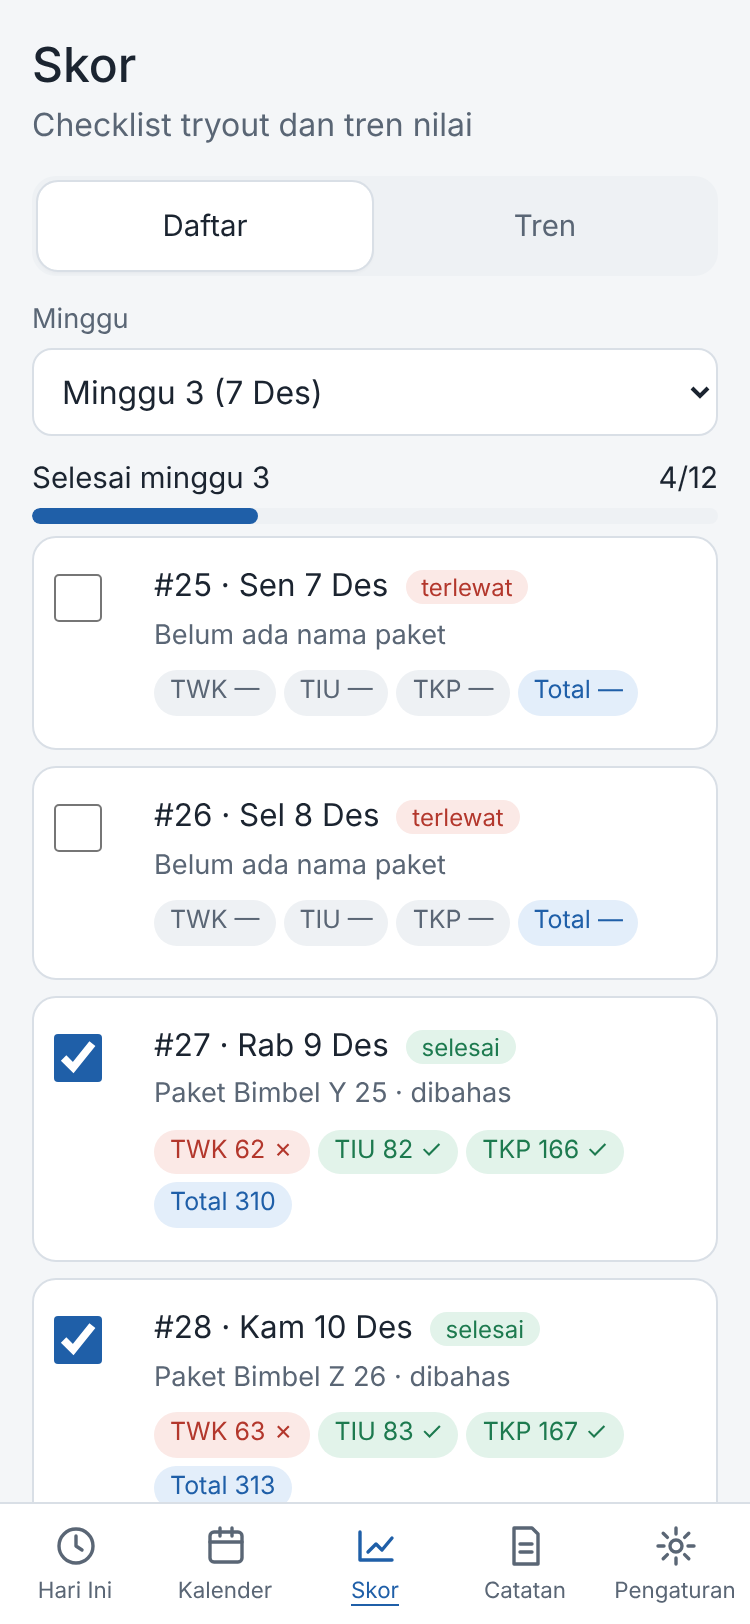 Skor
Checklist tryout dan tren nilai
Daftar Tren
Minggu
Minggu 3 (7 Des)
Selesai minggu 3 4/12
#25 · Sen 7 Des terlewat
Belum ada nama paket
TWK — TIU — TKP — Total —
#26 · Sel 8 Des terlewat
Belum ada nama paket
TWK — TIU — TKP — Total —
#27 · Rab 9 Des selesai
Paket Bimbel Y 25 · dibahas
TWK 62 × TIU 82 ✓ TKP 166 ✓
Total 310
#28 · Kam 10 Des selesai
Paket Bimbel Z 26 · dibahas
TWK 63 × TIU 83 ✓ TKP 167 ✓
Total 313
Hari Ini Kalender Skor Catatan Pengaturan